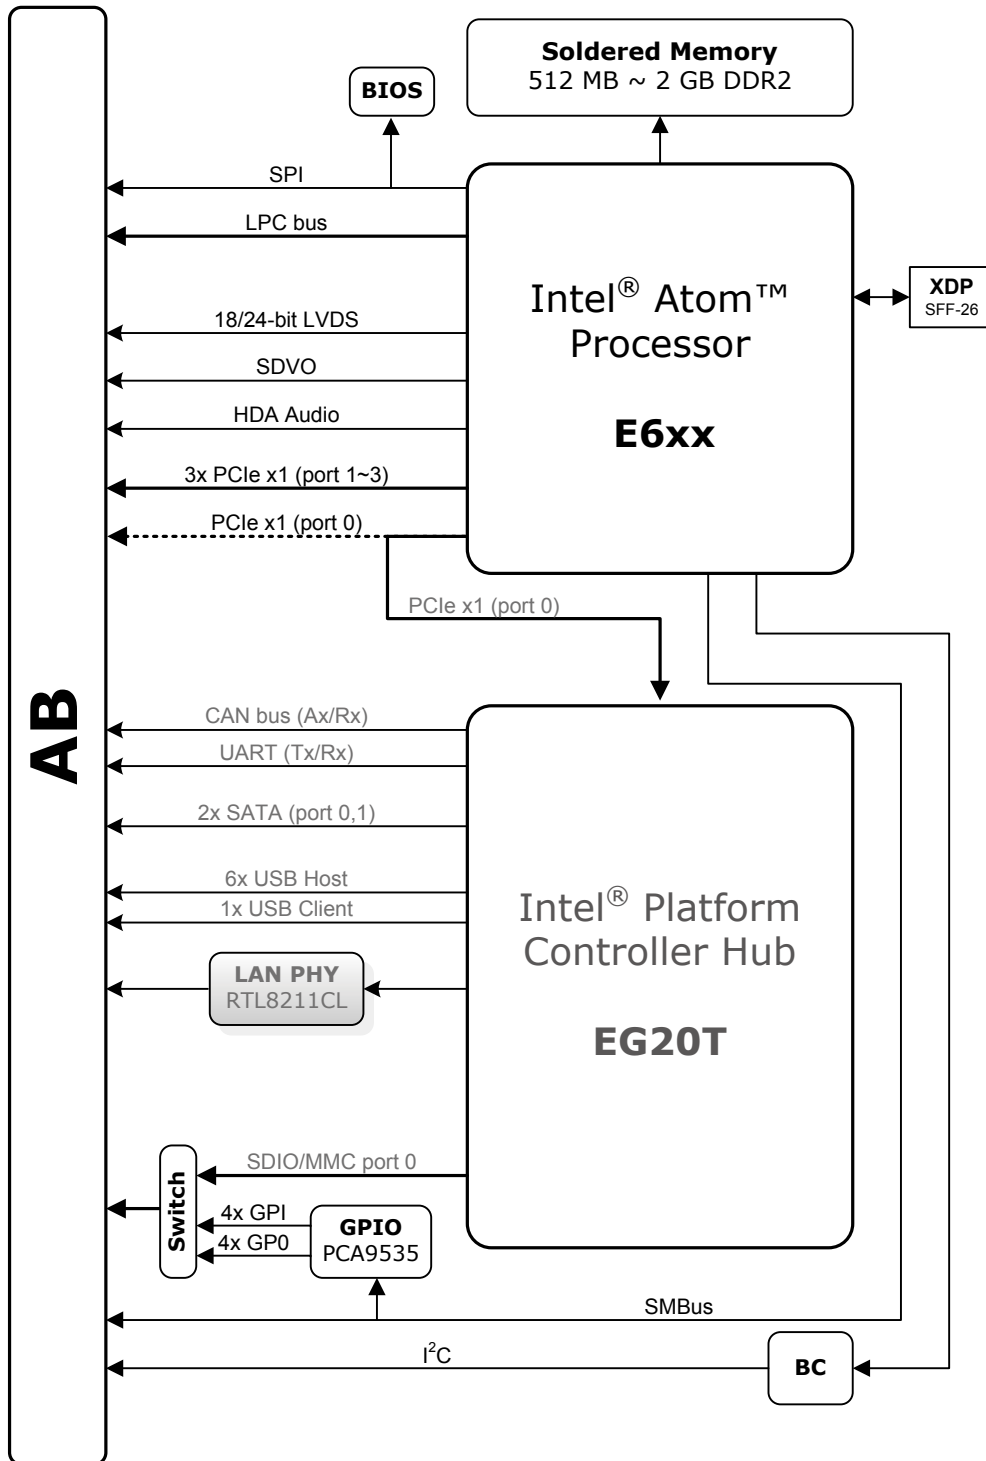 Soldered Memory
512 MB ~ 2 GB DDR2
BIOS
SPI
LPC bus
Intel® Atom™
Processor
E6xx
XDP
SFF-26
18/24-bit LVDS
SDVO
HDA Audio
3x PCIe x1 (port 1~3)
PCIe x1 (port 0)
PCIe x1 (port 0)
AB
CAN bus (Ax/Rx)
UART (Tx/Rx)
2x SATA (port 0,1)
6x USB Host
1x USB Client
Intel® Platform
Controller Hub
EG20T
LAN PHY
RTL8211CL
SDIO/MMC port 0
Switch
4x GPI
4x GP0
GPIO
PCA9535
SMBus
I²C
BC